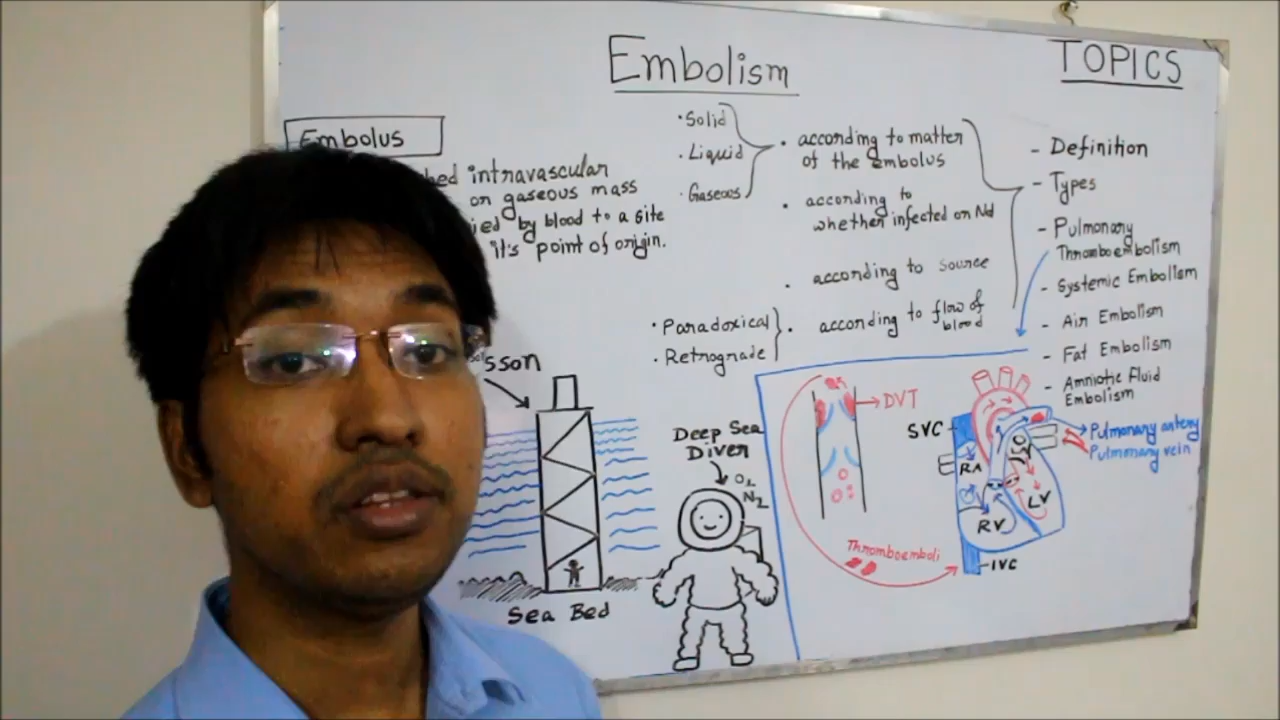 Embolism
TOPICS
Embolus
intravascular
on gaseous mass
by blood to a site
it's point of origin.
• Solid
• Liquid
• Gaseous
• according to matter
of the embolus
• according to
whether infected on Not
• according to source
• Paradoxical
• Retrograde
• according to flow of
blood
- Definition
- Types
- Pulmonary
Thromboembolism
- Systemic Embolism
- Air Embolism
- Fat Embolism
- Amniotic Fluid
Embolism
sson
Sea Bed
Deep Sea
Diver
O2
N2
DVT
Thromboemboli
SVC
RA
RV
LV
IVC
Pulmonary antery
Pulmonary vein